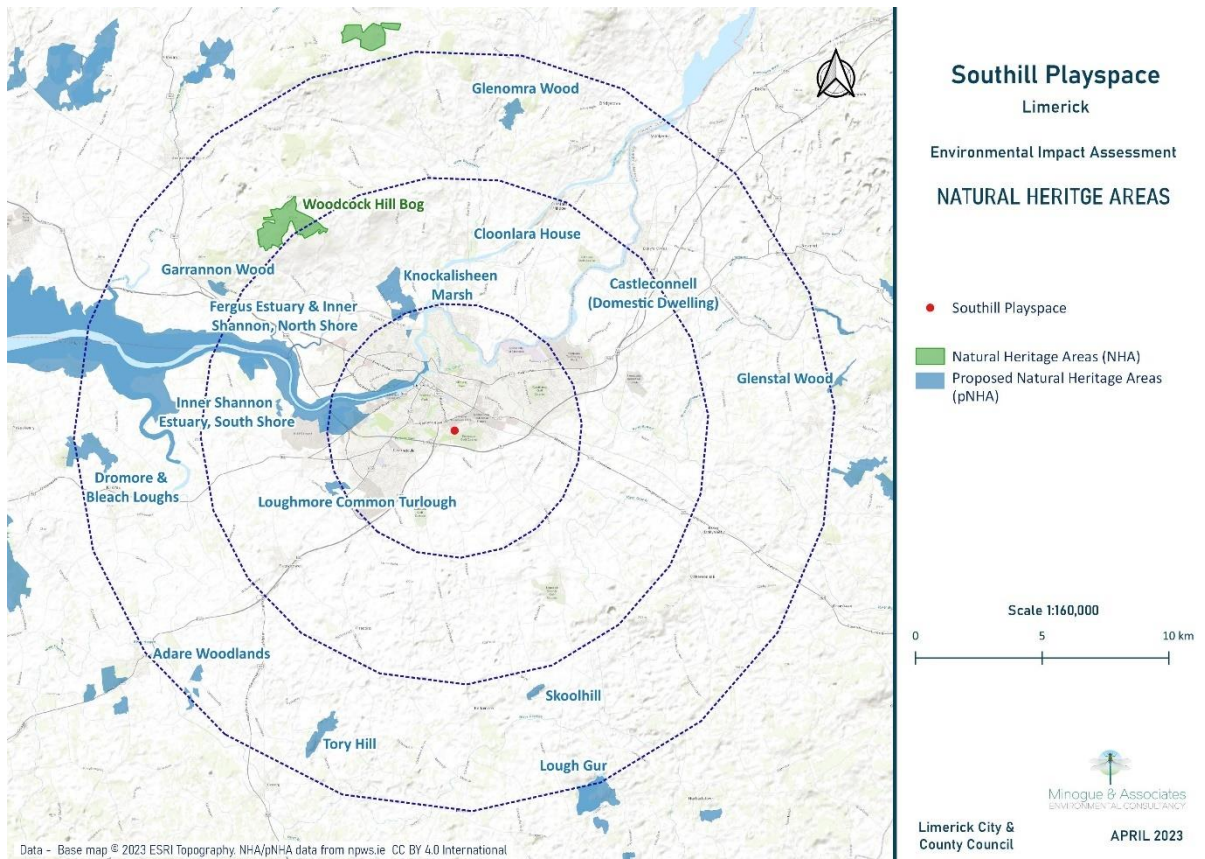 Glenomra Wood
Woodcock Hill Bog
Cloonlara House
Garrannon Wood
Knockalisheen
Marsh
Castleconnell
(Domestic Dwelling)
Fergus Estuary & Inner
Shannon, North Shore
Glenstal Wood
Inner Shannon
Estuary, South Shore
Dromore &
Bleach Loughs
Loughmore Common Turlough
Adare Woodlands
Skoolhill
Tory Hill
Lough Gur
Data - Base map © 2023 ESRI Topography. NHA/pNHA data from npws.ie CC BY 4.0 International
Southill Playspace
Limerick
Environmental Impact Assessment
NATURAL HERITGE AREAS
Southill Playspace
Natural Heritage Areas (NHA)
Proposed Natural Heritage Areas
(pNHA)
Scale 1:160,000
0 5 10 km
Minogue & Associates
ENVIRONMENTAL CONSULTANCY
Limerick City &
County Council
APRIL 2023